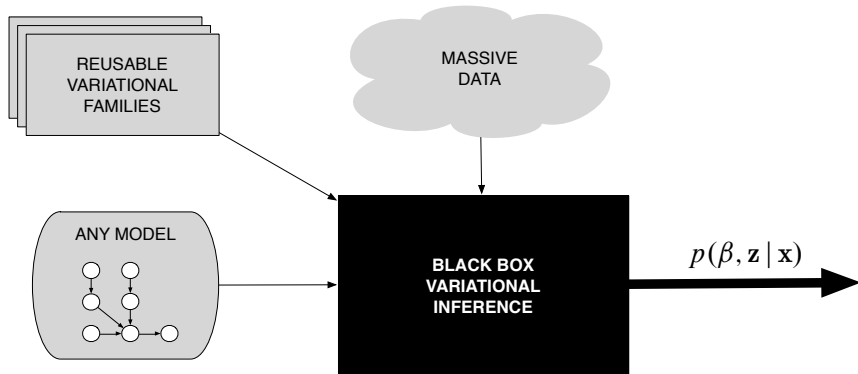 REUSABLE
VARIATIONAL
FAMILIES
MASSIVE
DATA
ANY MODEL
BLACK BOX
VARIATIONAL
INFERENCE
p(β, z | x)